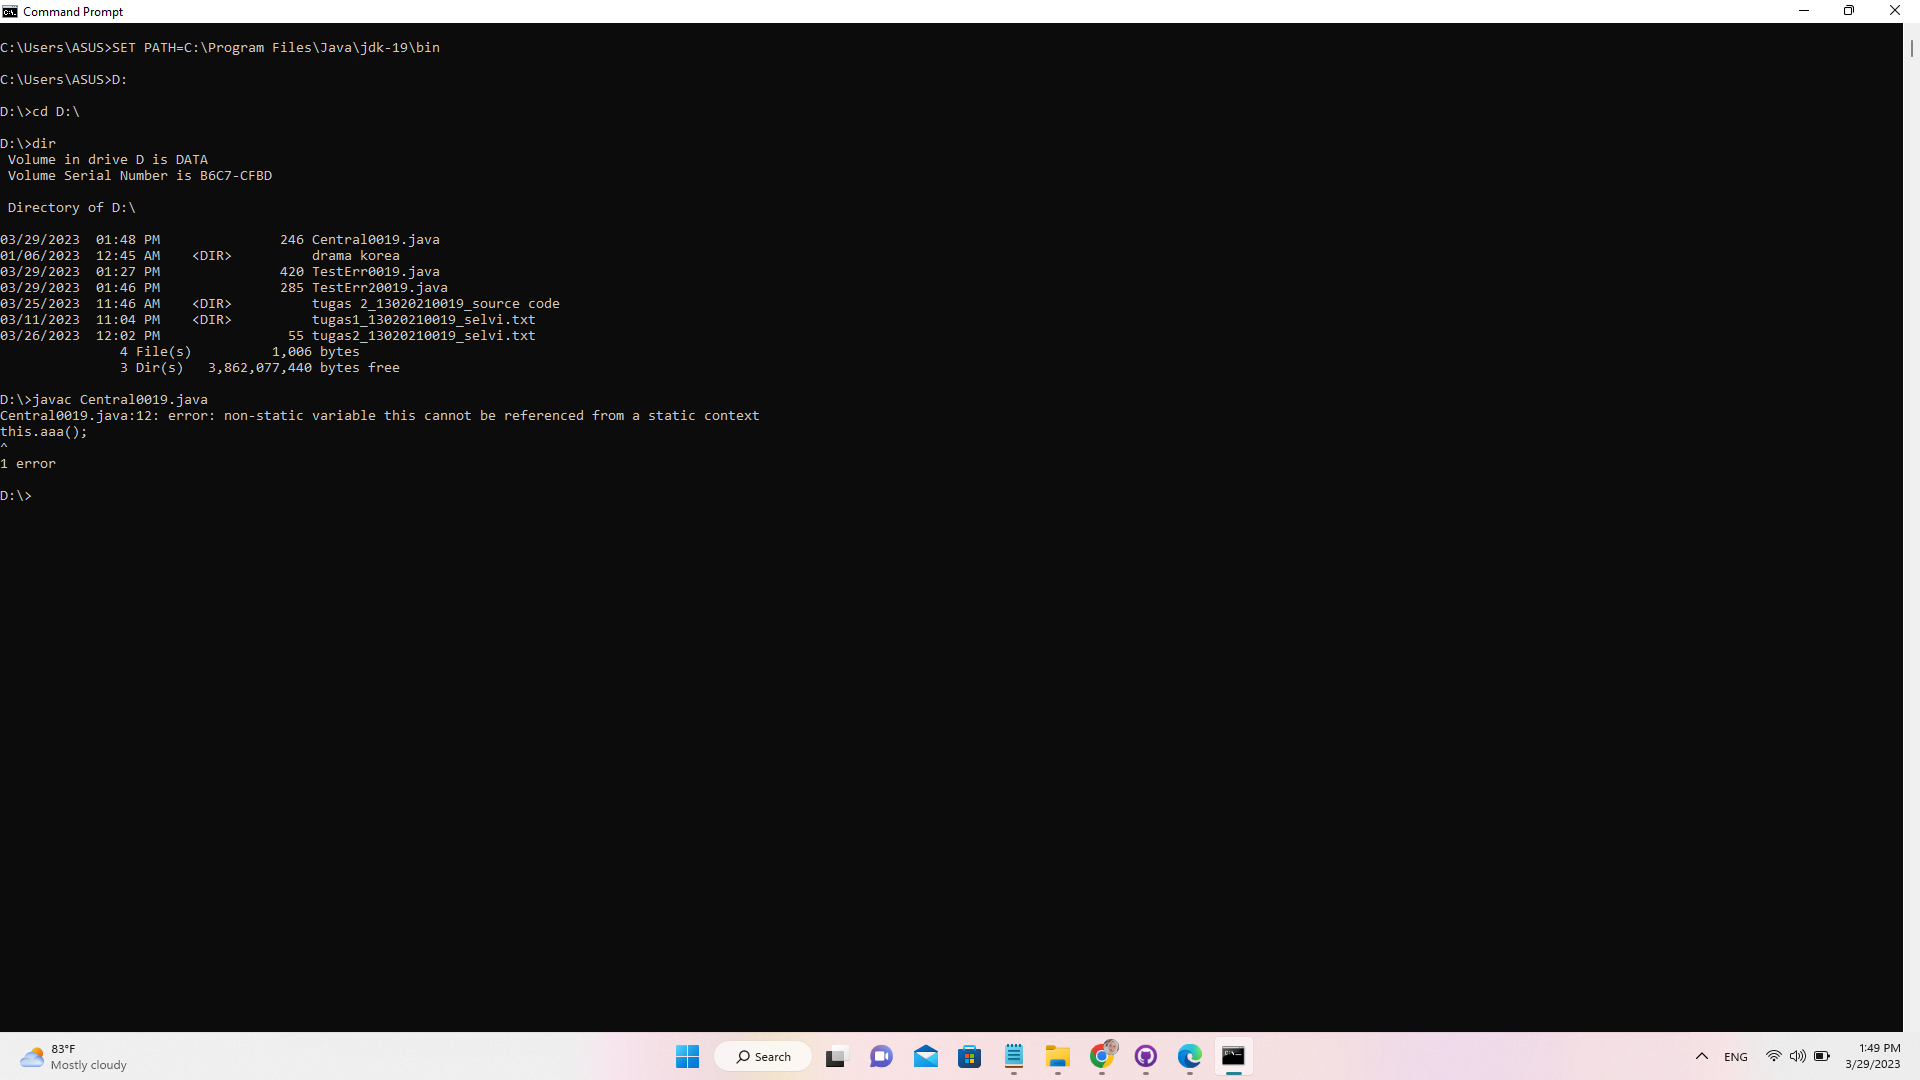 Command Prompt
C:\Users\ASUS>SET PATH=C:\Program Files\Java\jdk-19\bin
C:\Users\ASUS>D:
D:\>cd D:\
D:\>dir
Volume in drive D is DATA
Volume Serial Number is B6C7-CFBD
Directory of D:\
03/29/2023  01:48 PM               246 Central0019.java
01/06/2023  12:45 AM    <DIR>          drama korea
03/29/2023  01:27 PM               420 TestErr0019.java
03/29/2023  01:46 PM               285 TestErr20019.java
03/25/2023  11:46 AM    <DIR>          tugas 2_13020210019_source code
03/11/2023  11:04 PM    <DIR>          tugas1_13020210019_selvi.txt
03/26/2023  12:02 PM                55 tugas2_13020210019_selvi.txt
4 File(s)          1,006 bytes
3 Dir(s)   3,862,077,440 bytes free
D:\>javac Central0019.java
Central0019.java:12: error: non-static variable this cannot be referenced from a static context
this.aaa();
^
1 error
D:\>
83°F
Mostly cloudy
Search
ENG
1:49 PM
3/29/2023